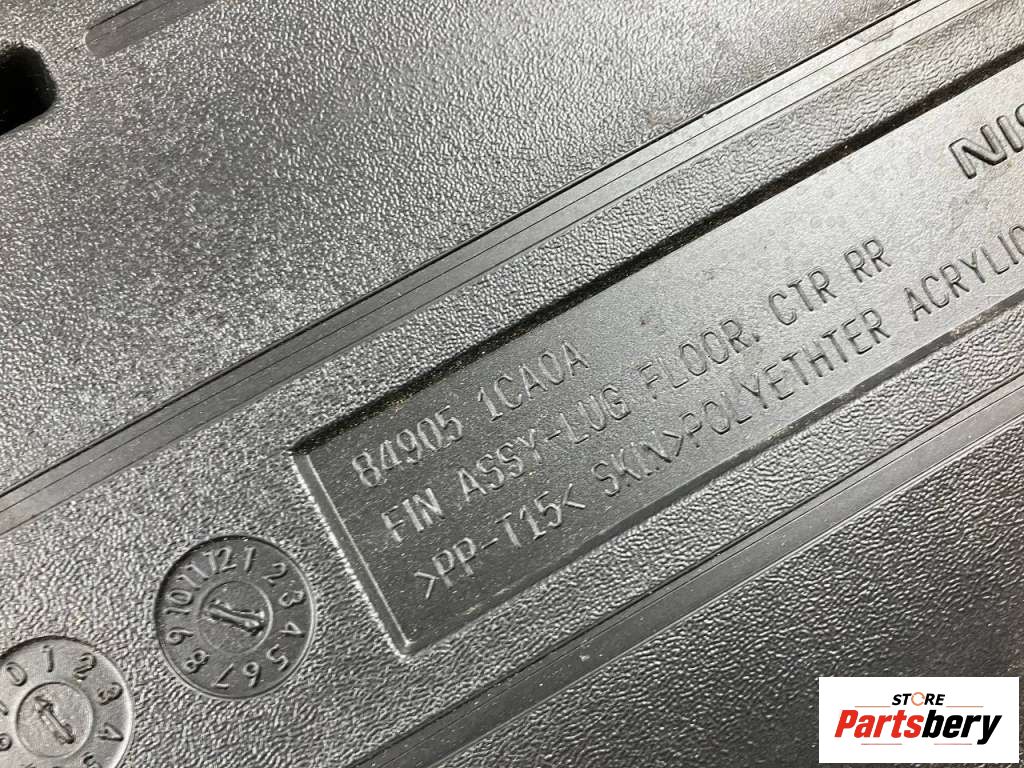 NIS
84905 1CA0A
FIN ASSY-LUG FLOOR, CTR RR
>PP-T15< SKIN>POLYETHTER ACRYLIC
10 11 12 1 2 3 4 5 6 7 8 9
0 1 2 3 4 5
STORE
Partsbery